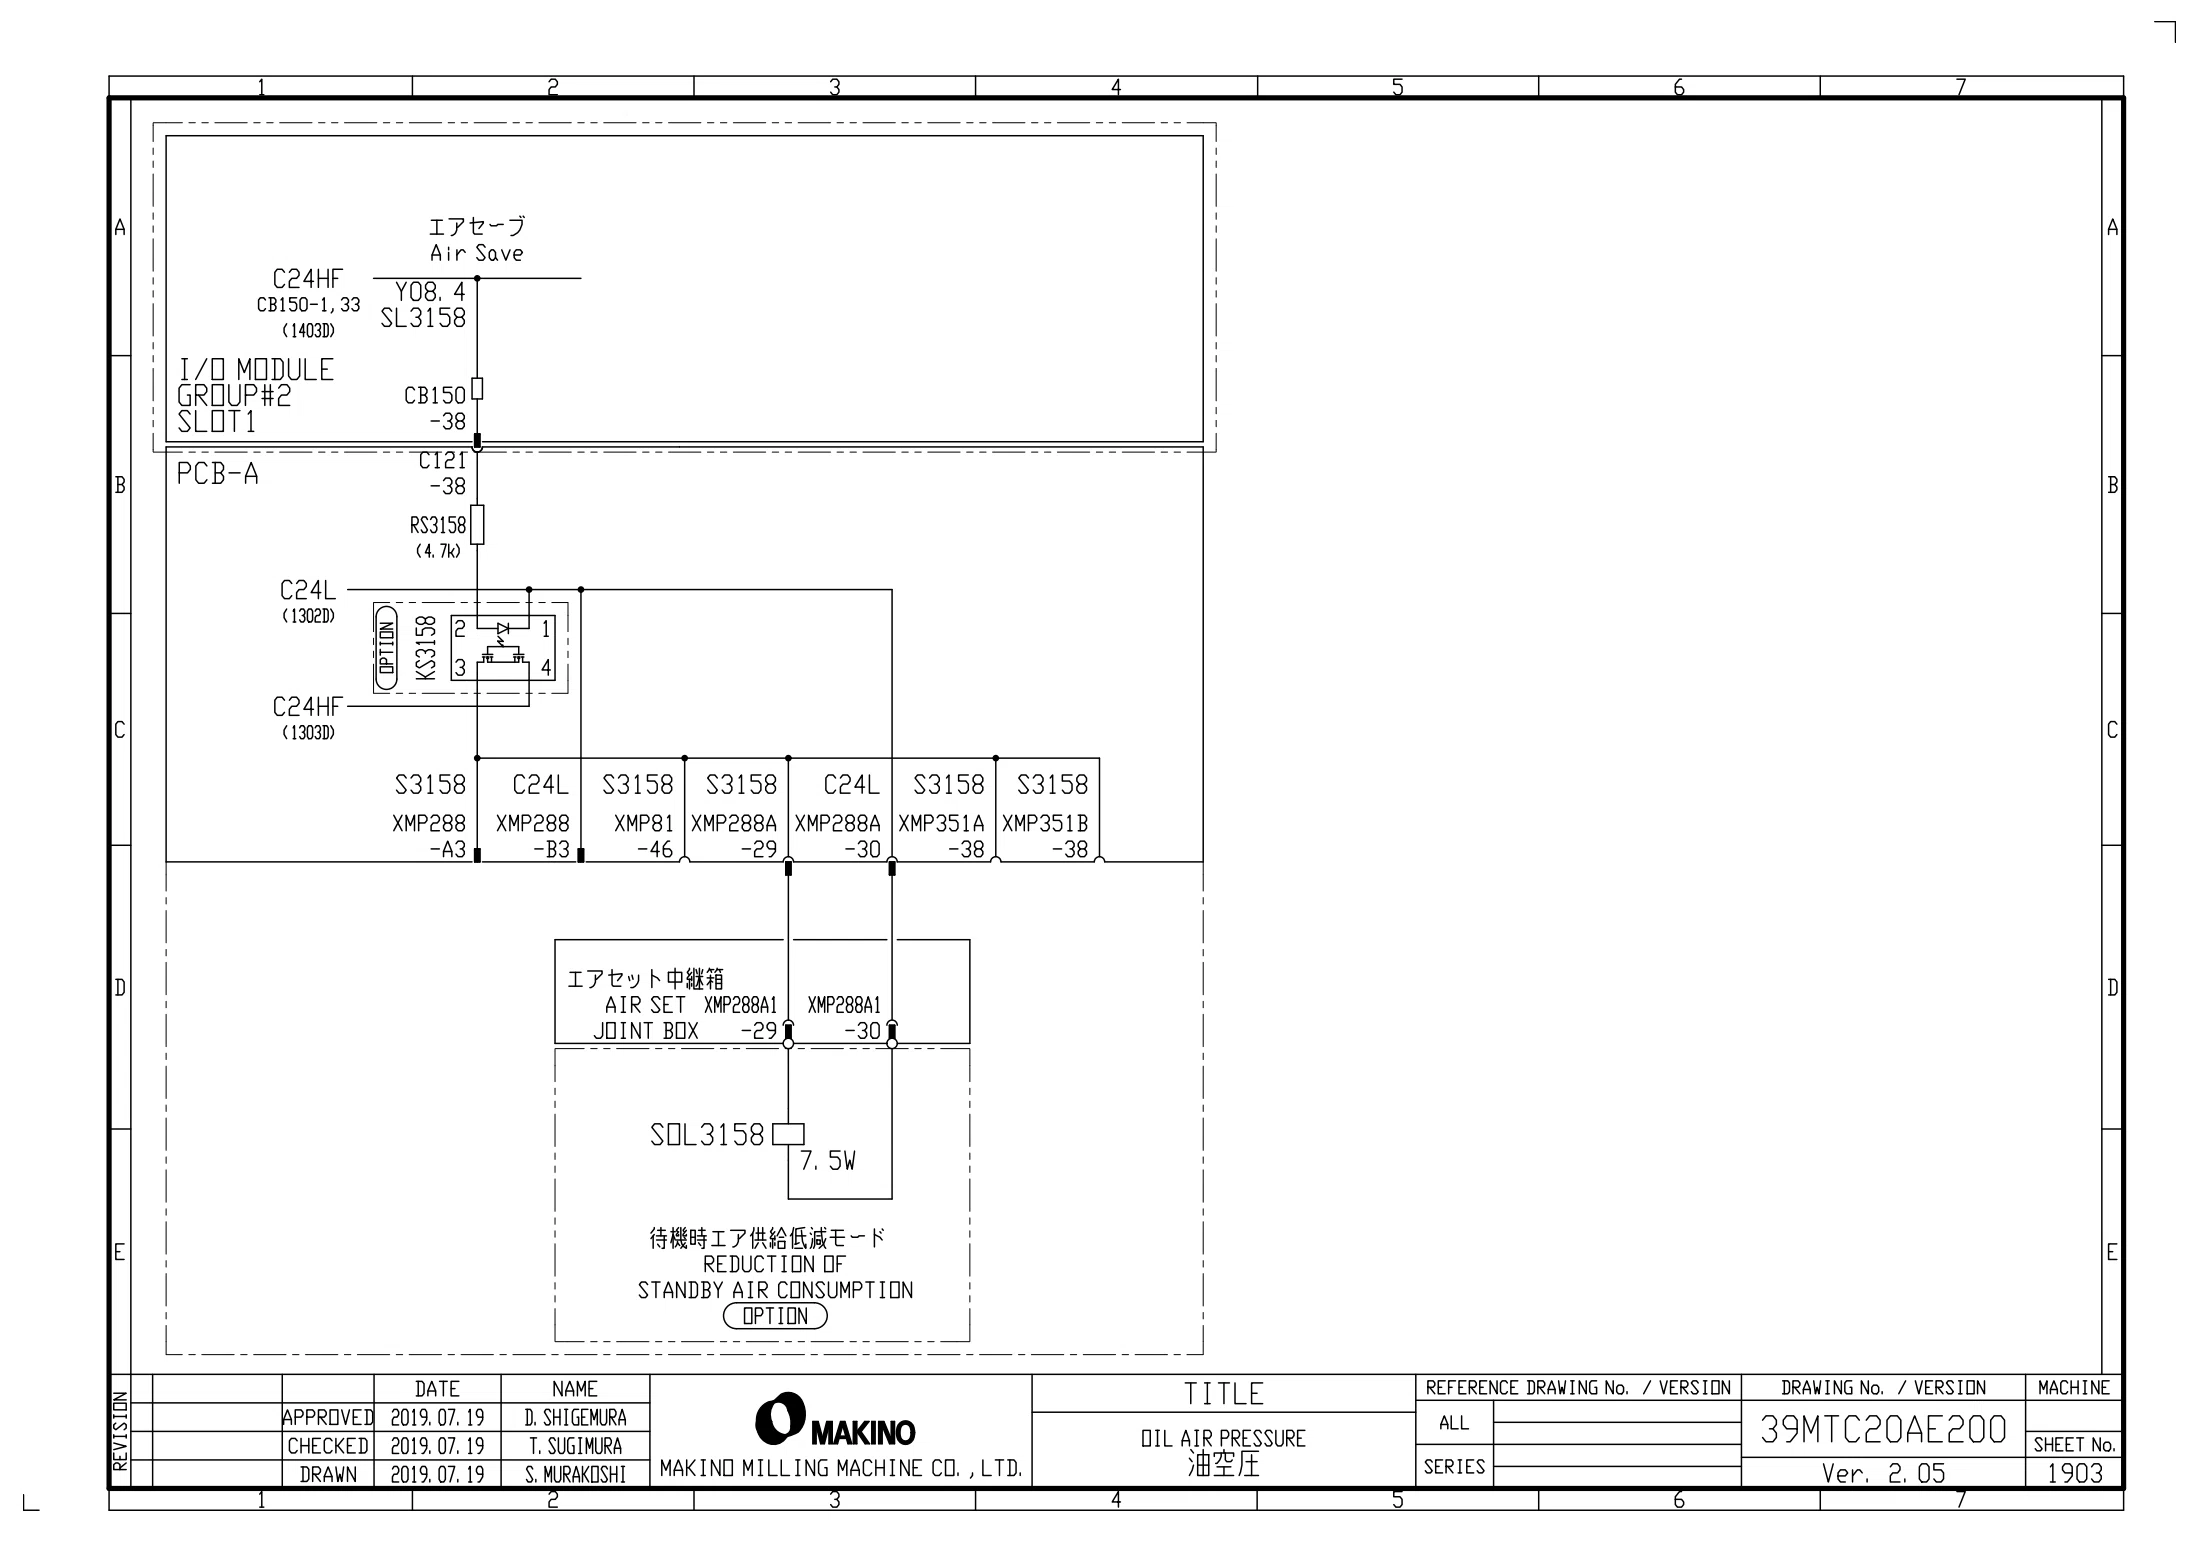 1 2 3 4 5 6 7
A A
エアセーブ
Air Save
C24HF
CB150-1,33
(1403D)
Y08.4
SL3158
I/O MODULE
GROUP#2
SLOT1
CB150
-38
B B
PCB-A
C121
-38
RS3158
(4.7k)
C24L
(1302D)
OPTION
KS3158
2 1
3 4
C24HF
(1303D)
C C
S3158 C24L S3158 S3158 C24L S3158 S3158
XMP288 XMP288 XMP81 XMP288A XMP288A XMP351A XMP351B
-A3 -B3 -46 -29 -30 -38 -38
D D
エアセット中継箱
AIR SET XMP288A1 XMP288A1
JOINT BOX -29 -30
SOL3158
7.5W
E E
待機時エア供給低減モード
REDUCTION OF
STANDBY AIR CONSUMPTION
OPTION
REVISION
DATE NAME
APPROVED 2019.07.19 D. SHIGEMURA
CHECKED 2019.07.19 T. SUGIMURA
DRAWN 2019.07.19 S. MURAKOSHI
MAKINO
MAKINO MILLING MACHINE CO.,LTD.
TITLE
OIL AIR PRESSURE
油空圧
REFERENCE DRAWING No. / VERSION
ALL
SERIES
DRAWING No. / VERSION
39MTC20AE200
Ver. 2.05
MACHINE
SHEET No.
1903
1 2 3 4 5 6 7